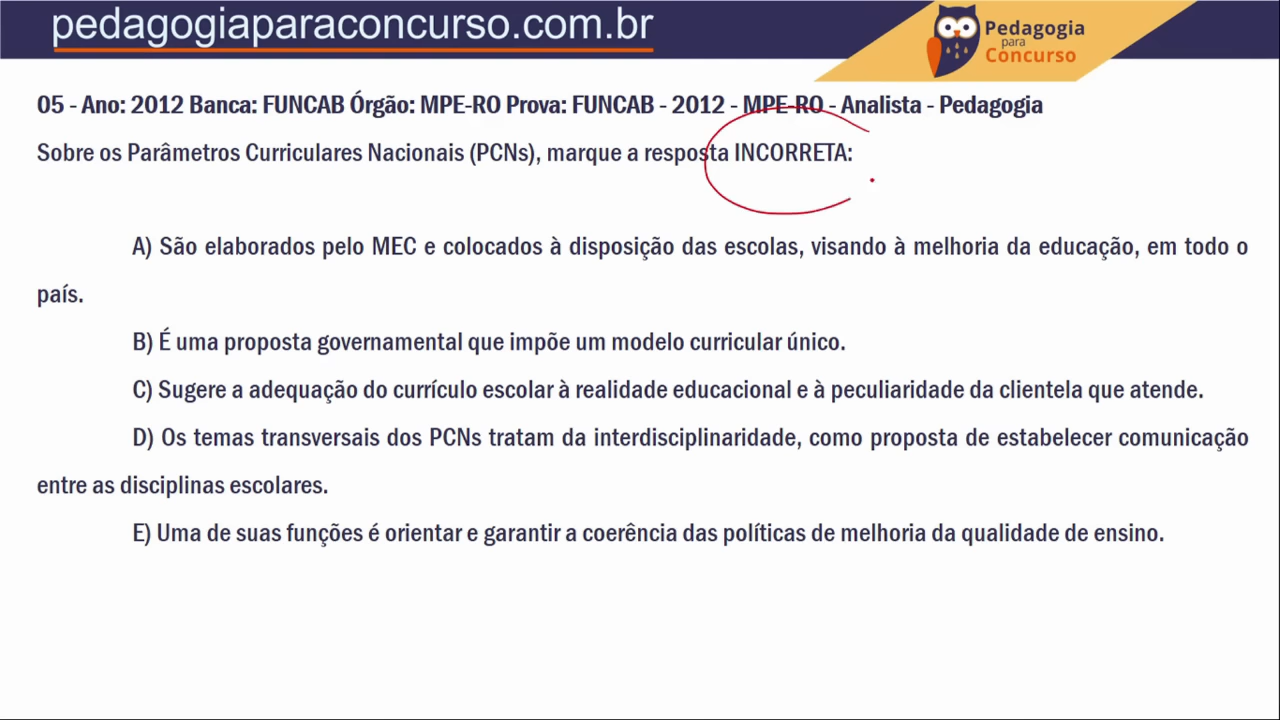 pedagogiaparaconcurso.com.br
Pedagogia
para
Concurso
05 - Ano: 2012 Banca: FUNCAB Órgão: MPE-RO Prova: FUNCAB - 2012 - MPE-RO - Analista - Pedagogia
Sobre os Parâmetros Curriculares Nacionais (PCNs), marque a resposta INCORRETA:
A) São elaborados pelo MEC e colocados à disposição das escolas, visando à melhoria da educação, em todo o
país.
B) É uma proposta governamental que impõe um modelo curricular único.
C) Sugere a adequação do currículo escolar à realidade educacional e à peculiaridade da clientela que atende.
D) Os temas transversais dos PCNs tratam da interdisciplinaridade, como proposta de estabelecer comunicação
entre as disciplinas escolares.
E) Uma de suas funções é orientar e garantir a coerência das políticas de melhoria da qualidade de ensino.